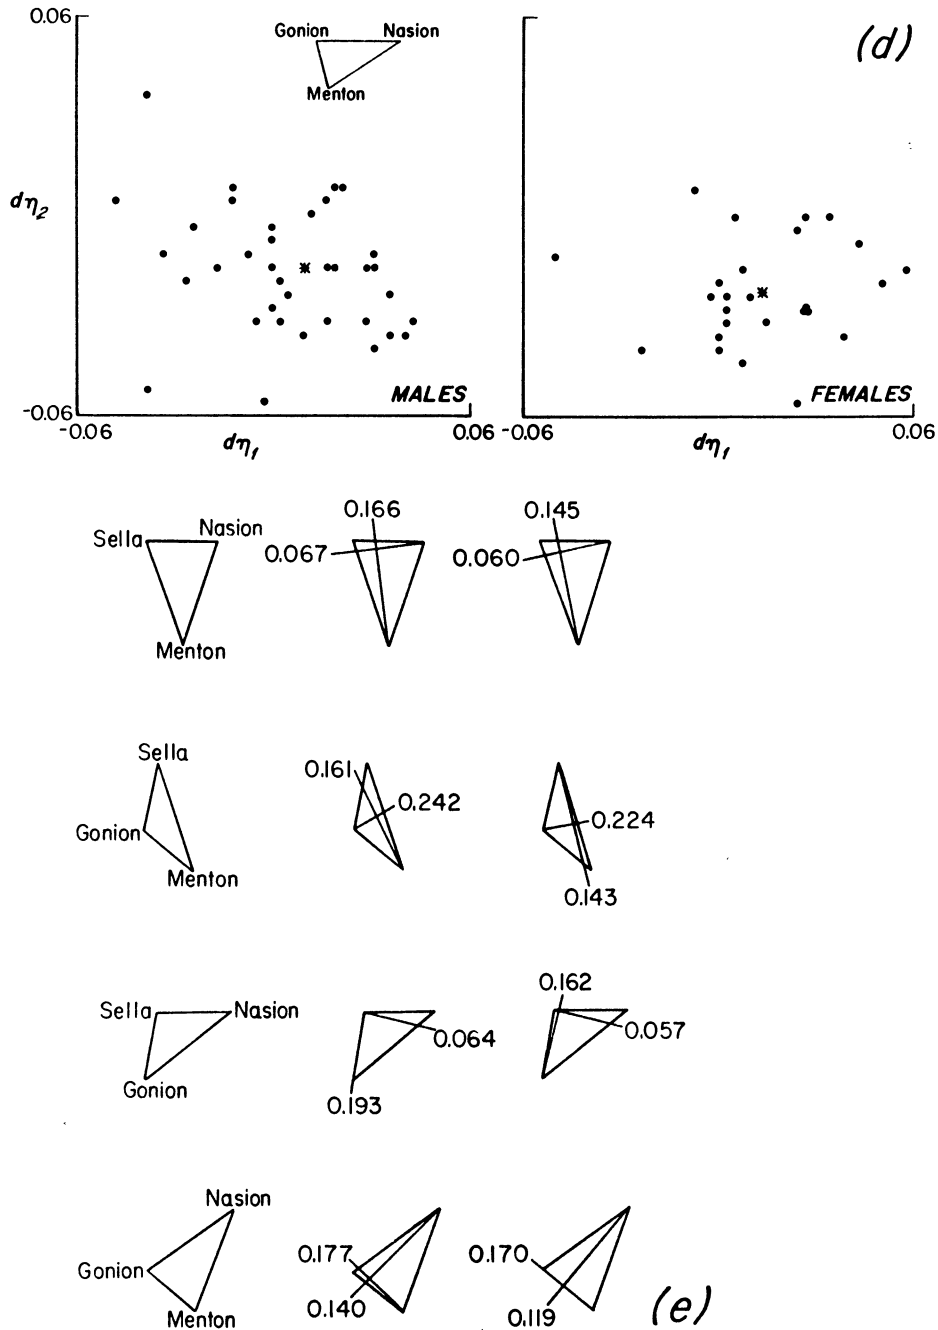 0.06
Gonion
Nasion
(d)
Menton
dη₂
MALES
FEMALES
-0.06
-0.06
0.06
-0.06
0.06
dη₁
dη₁
0.166
0.145
Sella
Nasion
0.067
0.060
Menton
Sella
0.161
0.242
Gonion
0.224
Menton
0.143
0.162
Sella
Nasion
0.064
0.057
Gonion
0.193
Nasion
0.177
0.170
Gonion
0.140
0.119
Menton
(e)